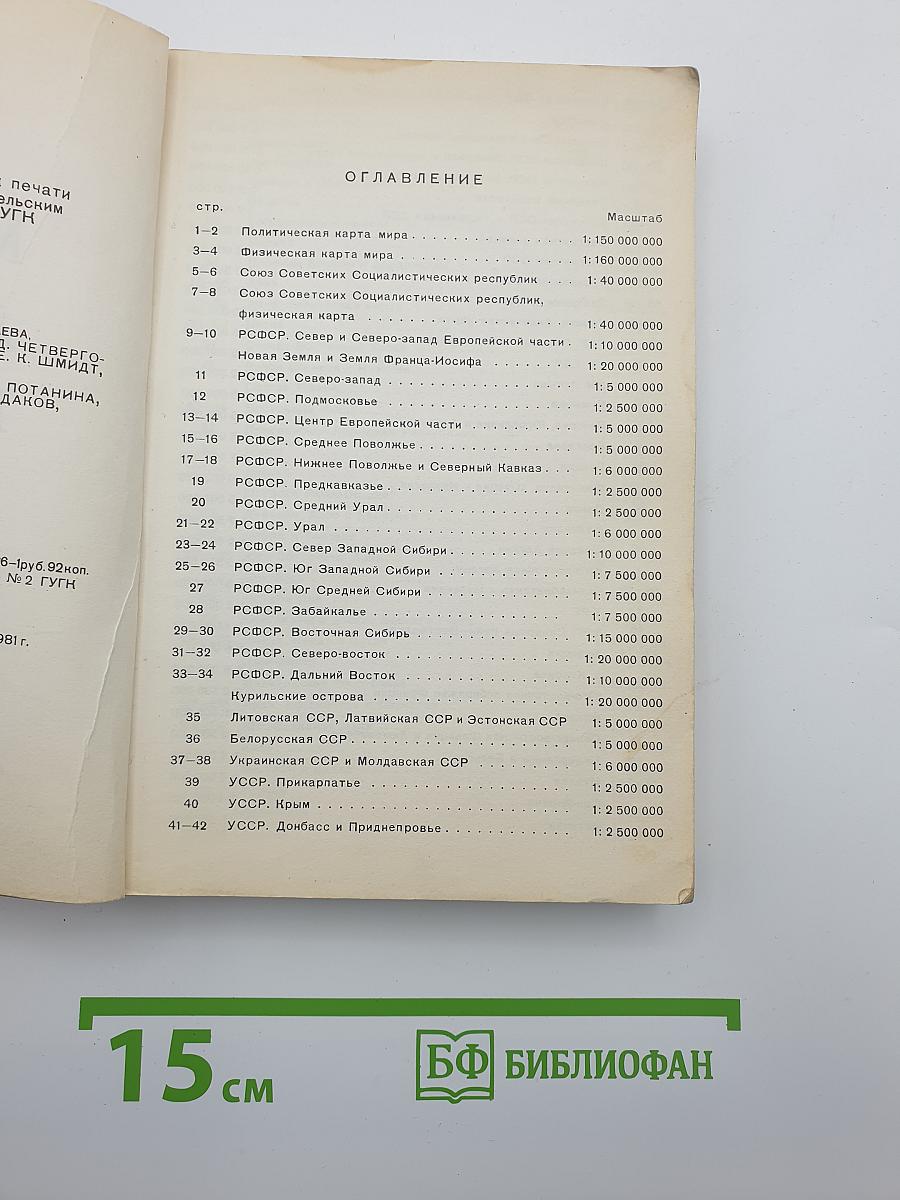 печати
ельским
УГК
ЕВА,
Д. ЧЕТВЕРГО-
Е. К. ШМИДТ,
ПОТАНИНА,
ДАКОВ,
6—1руб. 92коп.
№2 ГУГК
981 г.
ОГЛАВЛЕНИЕ
стр. Масштаб
1—2 Политическая карта мира . . . . . . . . . . . . . . . . 1: 150 000 000
3—4 Физическая карта мира . . . . . . . . . . . . . . . . . 1: 160 000 000
5—6 Союз Советских Социалистических республик . . . 1: 40 000 000
7—8 Союз Советских Социалистических республик,
физическая карта . . . . . . . . . . . . . . . . . . . . 1: 40 000 000
9—10 РСФСР. Север и Северо-запад Европейской части . 1: 10 000 000
Новая Земля и Земля Франца-Иосифа . . . . . . . . 1: 20 000 000
11 РСФСР. Северо-запад . . . . . . . . . . . . . . . . . . 1: 5 000 000
12 РСФСР. Подмосковье . . . . . . . . . . . . . . . . . . 1: 2 500 000
13—14 РСФСР. Центр Европейской части . . . . . . . . . . 1: 5 000 000
15—16 РСФСР. Среднее Поволжье . . . . . . . . . . . . . . . 1: 5 000 000
17—18 РСФСР. Нижнее Поволжье и Северный Кавказ . . . 1: 6 000 000
19 РСФСР. Предкавказье . . . . . . . . . . . . . . . . . . 1: 2 500 000
20 РСФСР. Средний Урал . . . . . . . . . . . . . . . . . . 1: 2 500 000
21—22 РСФСР. Урал . . . . . . . . . . . . . . . . . . . . . . . 1: 6 000 000
23—24 РСФСР. Север Западной Сибири . . . . . . . . . . . . 1: 10 000 000
25—26 РСФСР. Юг Западной Сибири . . . . . . . . . . . . . 1: 7 500 000
27 РСФСР. Юг Средней Сибири . . . . . . . . . . . . . . 1: 7 500 000
28 РСФСР. Забайкалье . . . . . . . . . . . . . . . . . . 1: 7 500 000
29—30 РСФСР. Восточная Сибирь . . . . . . . . . . . . . . . 1: 15 000 000
31—32 РСФСР. Северо-восток . . . . . . . . . . . . . . . . . 1: 20 000 000
33—34 РСФСР. Дальний Восток . . . . . . . . . . . . . . . . 1: 10 000 000
Курильские острова . . . . . . . . . . . . . . . . . . . 1: 20 000 000
35 Литовская ССР, Латвийская ССР и Эстонская ССР 1: 5 000 000
36 Белорусская ССР . . . . . . . . . . . . . . . . . . . . . 1: 5 000 000
37—38 Украинская ССР и Молдавская ССР . . . . . . . . . 1: 6 000 000
39 УССР. Прикарпатье . . . . . . . . . . . . . . . . . . . 1: 2 500 000
40 УССР. Крым . . . . . . . . . . . . . . . . . . . . . . . . 1: 2 500 000
41—42 УССР. Донбасс и Приднепровье . . . . . . . . . . . . 1: 2 500 000
15 см
БФ БИБЛИОФАН